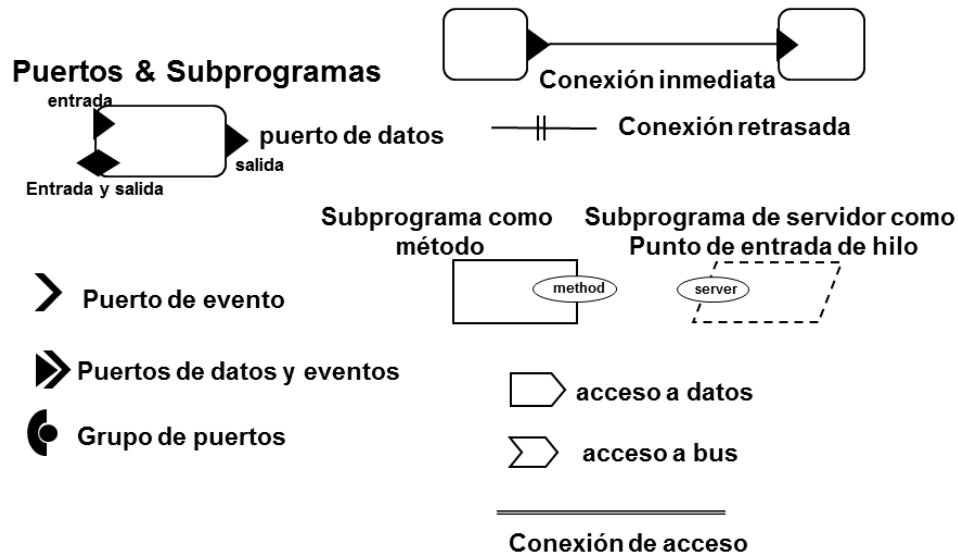 Puertos & Subprogramas
entrada
puerto de datos
salida
Entrada y salida
Conexión inmediata
Conexión retrasada
Subprograma como
método
method
Subprograma de servidor como
Punto de entrada de hilo
server
Puerto de evento
Puertos de datos y eventos
Grupo de puertos
acceso a datos
acceso a bus
Conexión de acceso